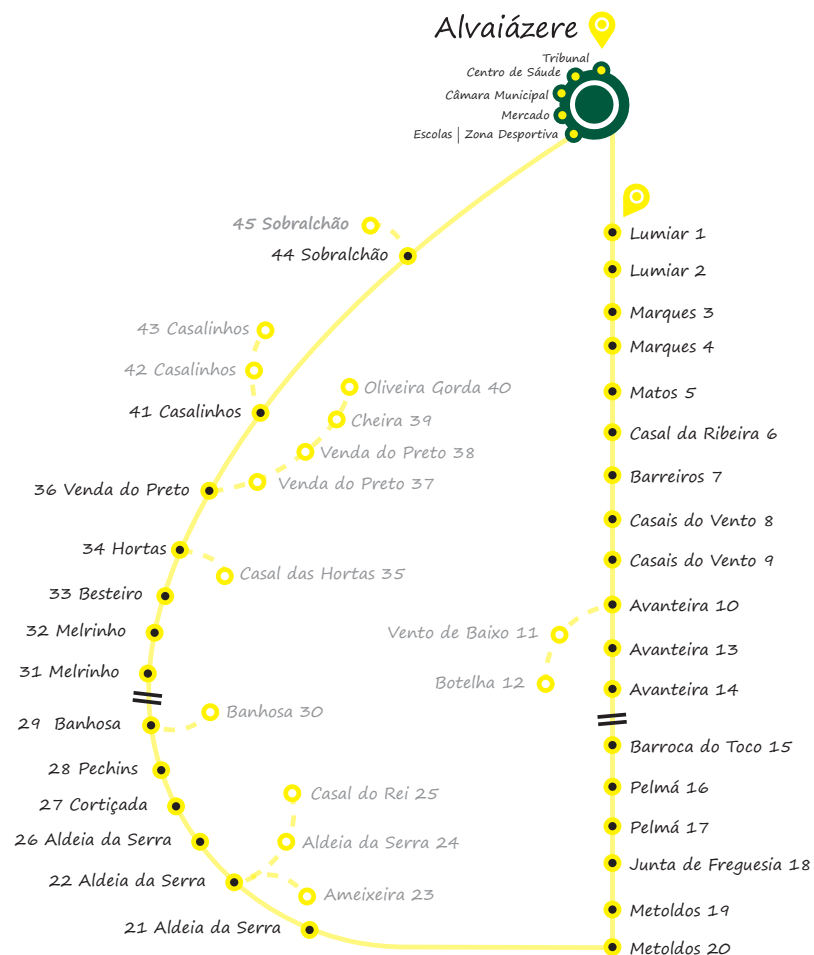 Alvaiázere
Tribunal
Centro de Sáude
Câmara Municipal
Mercado
Escolas | Zona Desportiva
Lumiar 1
Lumiar 2
Marques 3
Marques 4
Matos 5
Casal da Ribeira 6
Barreiros 7
Casais do Vento 8
Casais do Vento 9
Avanteira 10
Vento de Baixo 11
Botelha 12
Avanteira 13
Avanteira 14
Barroca do Toco 15
Pelmá 16
Pelmá 17
Junta de Freguesia 18
Metoldos 19
Metoldos 20
21 Aldeia da Serra
22 Aldeia da Serra
Ameixeira 23
Aldeia da Serra 24
Casal do Rei 25
26 Aldeia da Serra
27 Cortiçada
28 Pechins
29 Banhosa
Banhosa 30
31 Melrinho
32 Melrinho
33 Besteiro
34 Hortas
Casal das Hortas 35
36 Venda do Preto
Venda do Preto 37
Venda do Preto 38
Cheira 39
Oliveira Gorda 40
41 Casalinhos
42 Casalinhos
43 Casalinhos
44 Sobralchão
45 Sobralchão